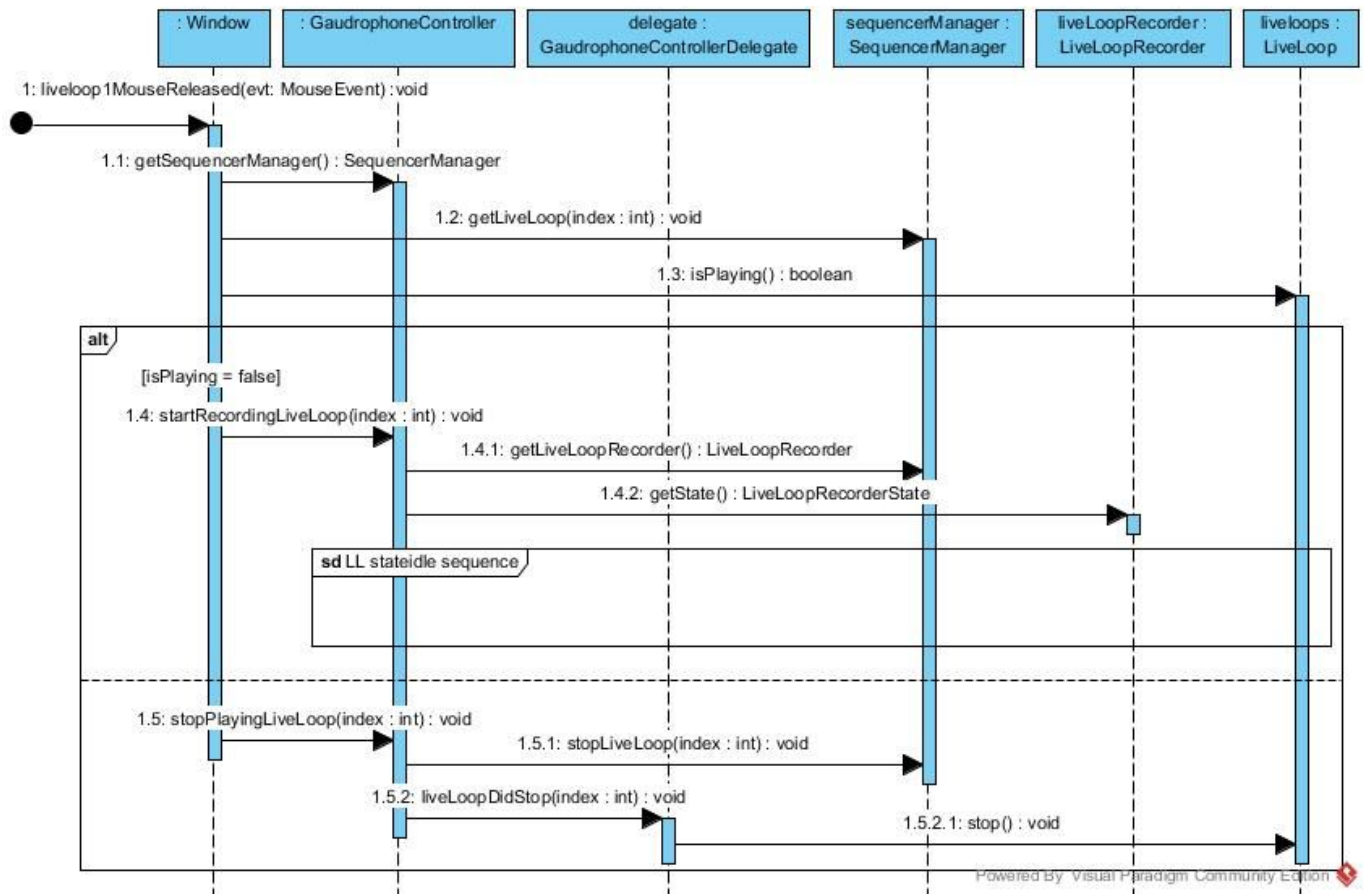 : Window
: GaudrophoneController
delegate :
GaudrophoneControllerDelegate
sequencerManager :
SequencerManager
liveLoopRecorder :
LiveLoopRecorder
liveloops :
LiveLoop
1: liveloop1MouseReleased(evt: MouseEvent) : void
1.1: getSequencerManager() : SequencerManager
1.2: getLiveLoop(index : int) : void
1.3: isPlaying() : boolean
alt
[isPlaying = false]
1.4: startRecordingLiveLoop(index : int) : void
1.4.1: getLiveLoopRecorder() : LiveLoopRecorder
1.4.2: getState() : LiveLoopRecorderState
sd LL stateidle sequence
1.5: stopPlayingLiveLoop(index : int) : void
1.5.1: stopLiveLoop(index : int) : void
1.5.2: liveLoopDidStop(index : int) : void
1.5.2.1: stop() : void
Powered By Visual Paradigm Community Edition